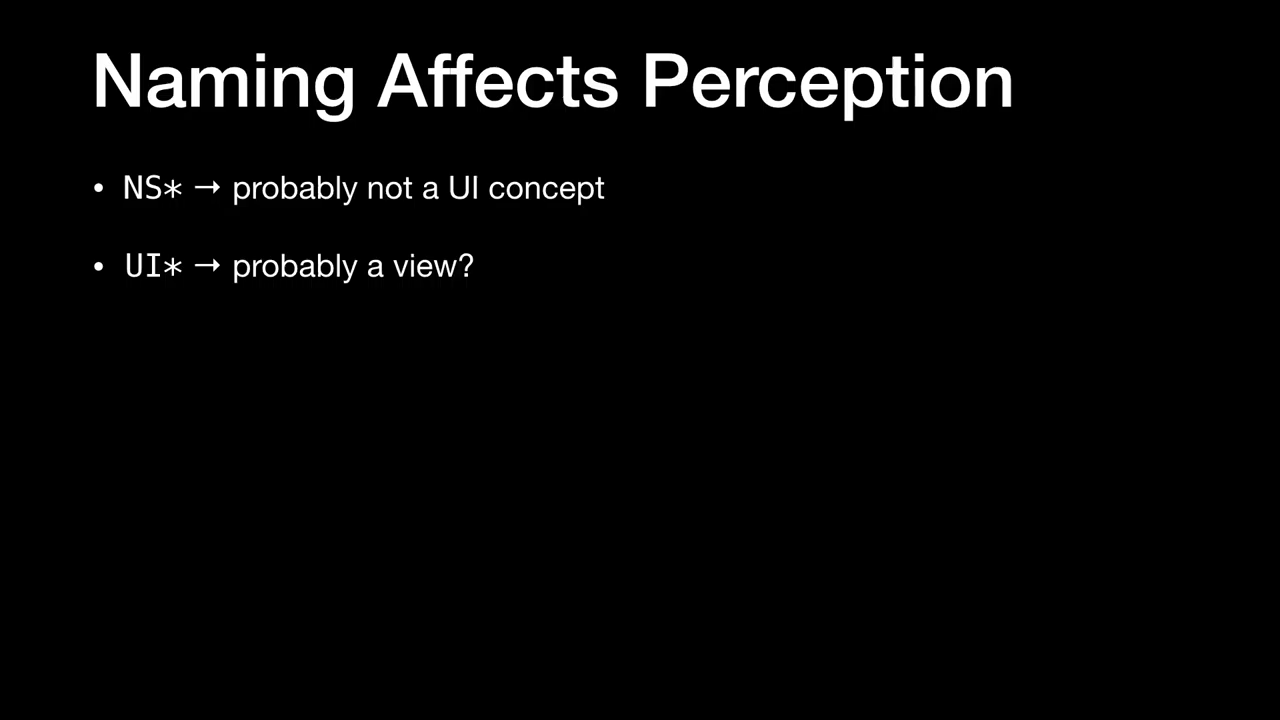 Naming Affects Perception
• NS* → probably not a UI concept
• UI* → probably a view?